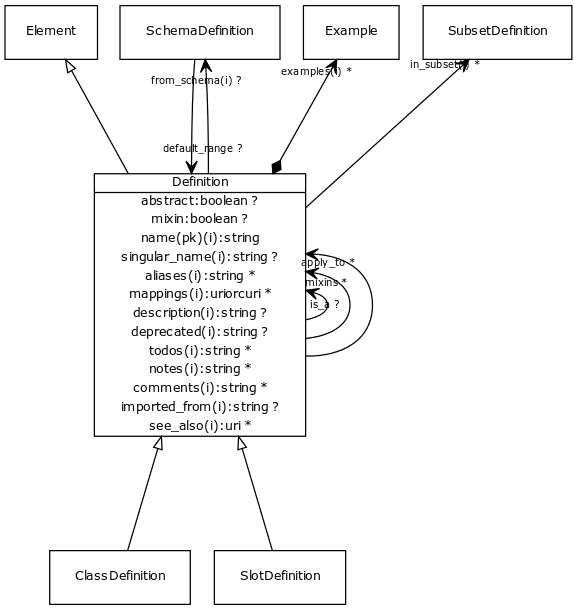 Element
SchemaDefinition
Example
SubsetDefinition
in_subset(i) *
examples(i) *
from_schema(i) ?
default_range ?
Definition
abstract:boolean ?
mixin:boolean ?
name(pk)(i):string
singular_name(i):string ?
aliases(i):string *
mappings(i):uriorcuri *
description(i):string ?
deprecated(i):string ?
todos(i):string *
notes(i):string *
comments(i):string *
imported_from(i):string ?
see_also(i):uri *
apply_to *
mixins *
is_a ?
ClassDefinition
SlotDefinition